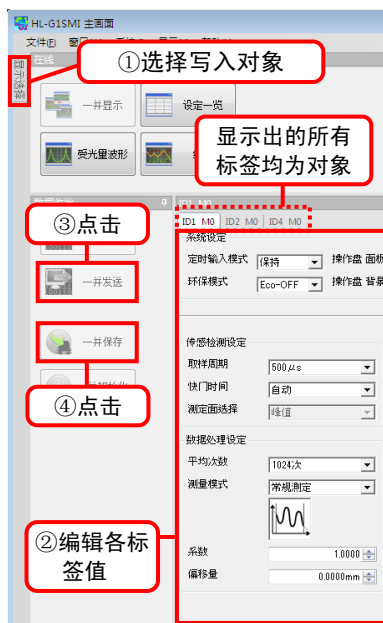 HL-G1SMI 主画面
文件(F)
在线
显示选择
①选择写入对象
一并显示
设定一览
受光量波形
显示出的所有
标签均为对象
ID1 M0
③点击
ID1 M0 ID2 M0 ID4 M0
系统设定
定时输入模式 保持 操作盘 面板
一并发送
环保模式 Eco-OFF 操作盘 背景
一并保存
传感检测设定
取样周期 500μs
快门时间 自动
④点击
测定面选择 峰值
数据处理设定
平均次数 1024次
测量模式 常规测定
②编辑各标
签值
系数 1.0000
偏移量 0.0000mm